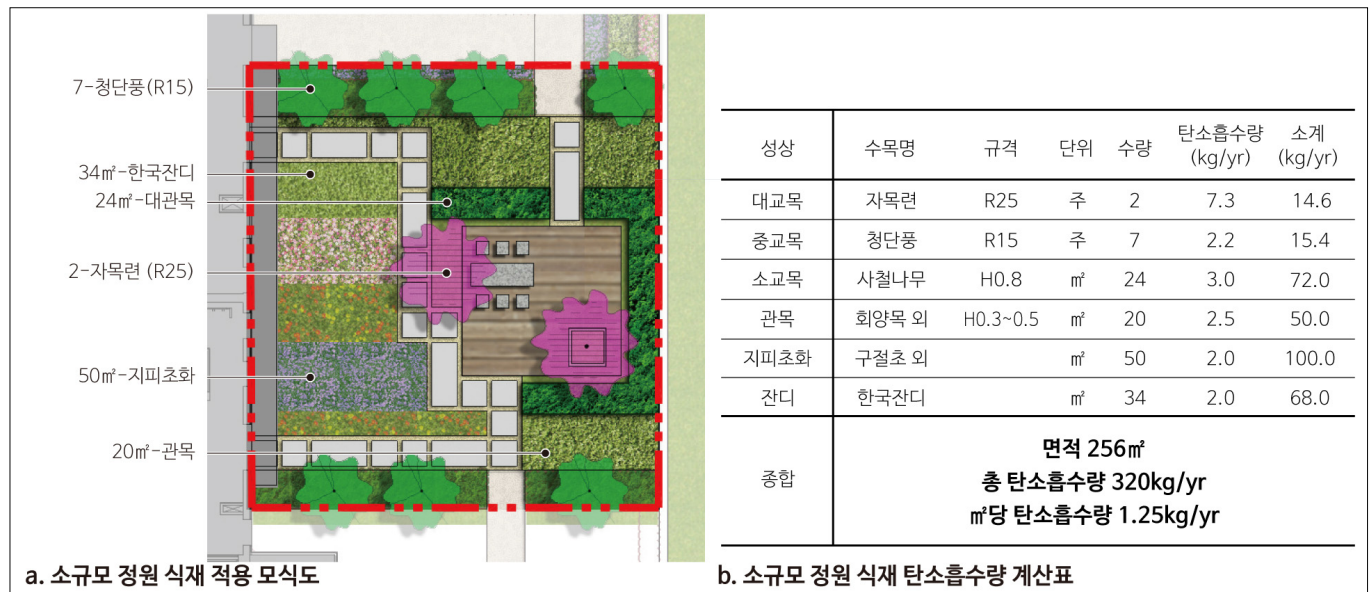 7-청단풍(R15)
34㎡-한국잔디
24㎡-대관목
2-자목련 (R25)
50㎡-지피초화
20㎡-관목
a. 소규모 정원 식재 적용 모식도
성상 수목명 규격 단위 수량 탄소흡수량 (kg/yr) 소계 (kg/yr)
대교목 자목련 R25 주 2 7.3 14.6
중교목 청단풍 R15 주 7 2.2 15.4
소교목 사철나무 H0.8 ㎡ 24 3.0 72.0
관목 회양목 외 H0.3~0.5 ㎡ 20 2.5 50.0
지피초화 구절초 외 ㎡ 50 2.0 100.0
잔디 한국잔디 ㎡ 34 2.0 68.0
종합
면적 256㎡
총 탄소흡수량 320kg/yr
㎡당 탄소흡수량 1.25kg/yr
b. 소규모 정원 식재 탄소흡수량 계산표